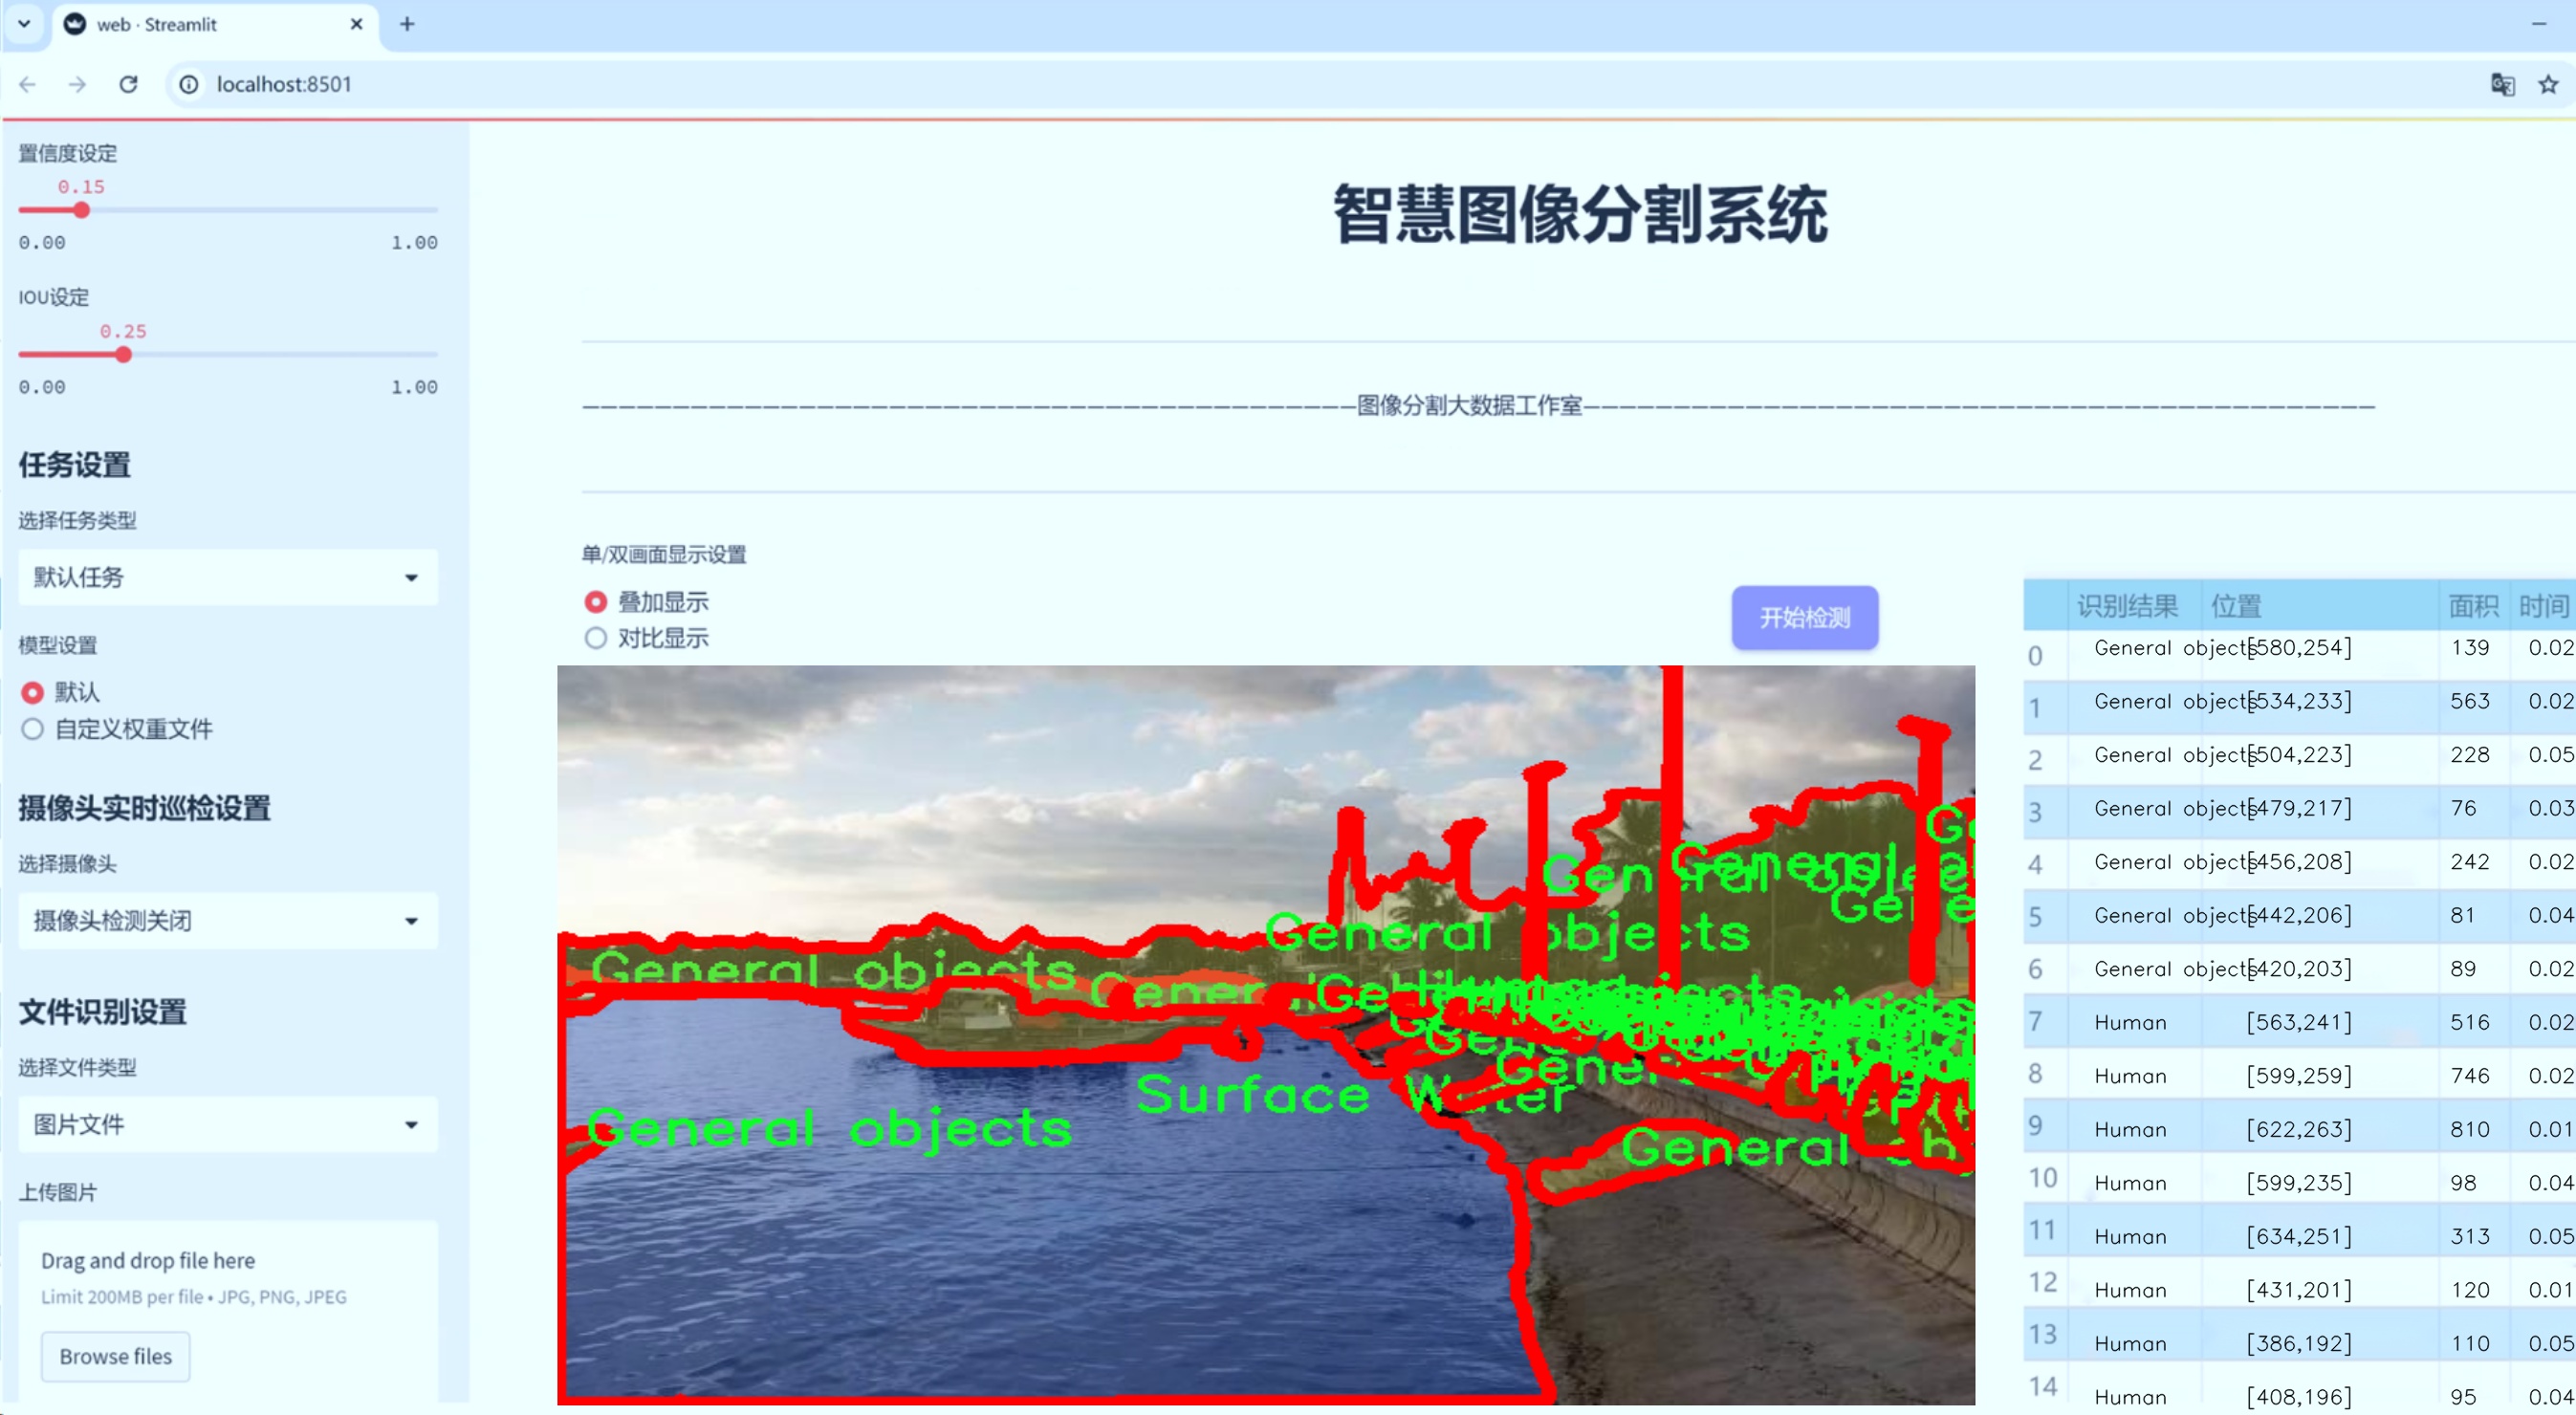 web · Streamlit
localhost:8501
置信度设定
0.15
0.00 1.00
IOU设定
0.25
0.00 1.00
任务设置
选择任务类型
默认任务
模型设置
默认
自定义权重文件
摄像头实时巡检设置
选择摄像头
摄像头检测关闭
文件识别设置
选择文件类型
图片文件
上传图片
Drag and drop file here
Limit 200MB per file • JPG, PNG, JPEG
Browse files
智慧图像分割系统
图像分割大数据工作室
单/双画面显示设置
叠加显示
对比显示
开始检测
General objects
General objects
Surface Water
General objects
General
识别结果 位置 面积 时间
0 General objects [580,254] 139 0.02
1 General objects [534,233] 563 0.02
2 General objects [504,223] 228 0.05
3 General objects [479,217] 76 0.03
4 General objects [456,208] 242 0.02
5 General objects [442,206] 81 0.04
6 General objects [420,203] 89 0.02
7 Human [563,241] 516 0.02
8 Human [599,259] 746 0.02
9 Human [622,263] 810 0.01
10 Human [599,235] 98 0.04
11 Human [634,251] 313 0.05
12 Human [431,201] 120 0.01
13 Human [386,192] 110 0.05
14 Human [408,196] 95 0.04